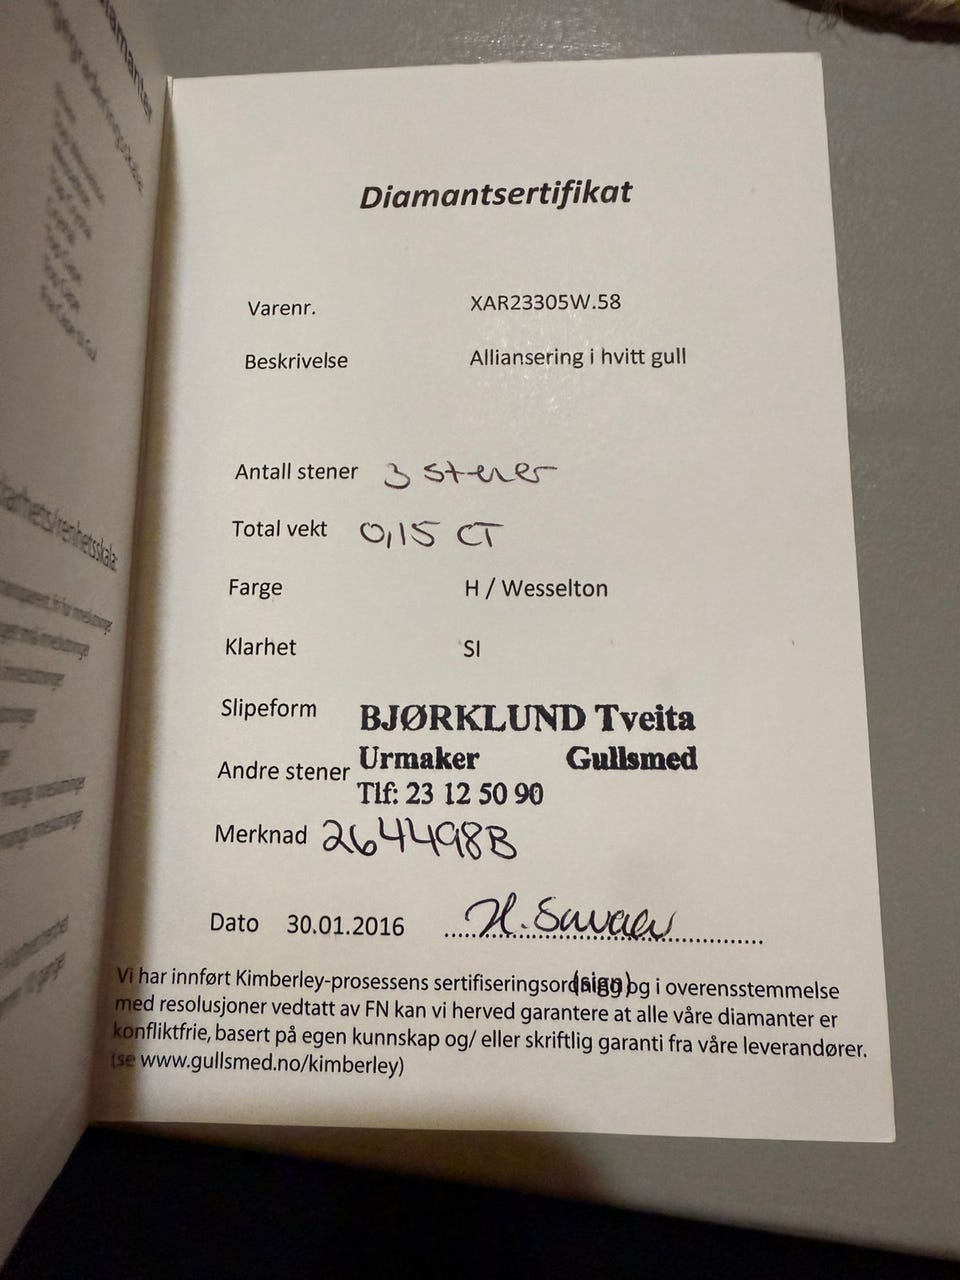 Diamantsertifikat
Varenr. XAR23305W.58
Beskrivelse Alliansering i hvitt gull
Antall stener 3 stener
Total vekt 0,15 CT
Farge H / Wesselton
Klarhet SI
Slipeform
BJØRKLUND Tveita
Urmaker Gullsmed
Andre stener
Tlf: 23 12 50 90
Merknad 264498B
Dato 30.01.2016
(sign)
Vi har innført Kimberley-prosessens sertifiseringsordning og i overensstemmelse
med resolusjoner vedtatt av FN kan vi herved garantere at alle våre diamanter er
konfliktfrie, basert på egen kunnskap og/ eller skriftlig garanti fra våre leverandører.
(se www.gullsmed.no/kimberley)